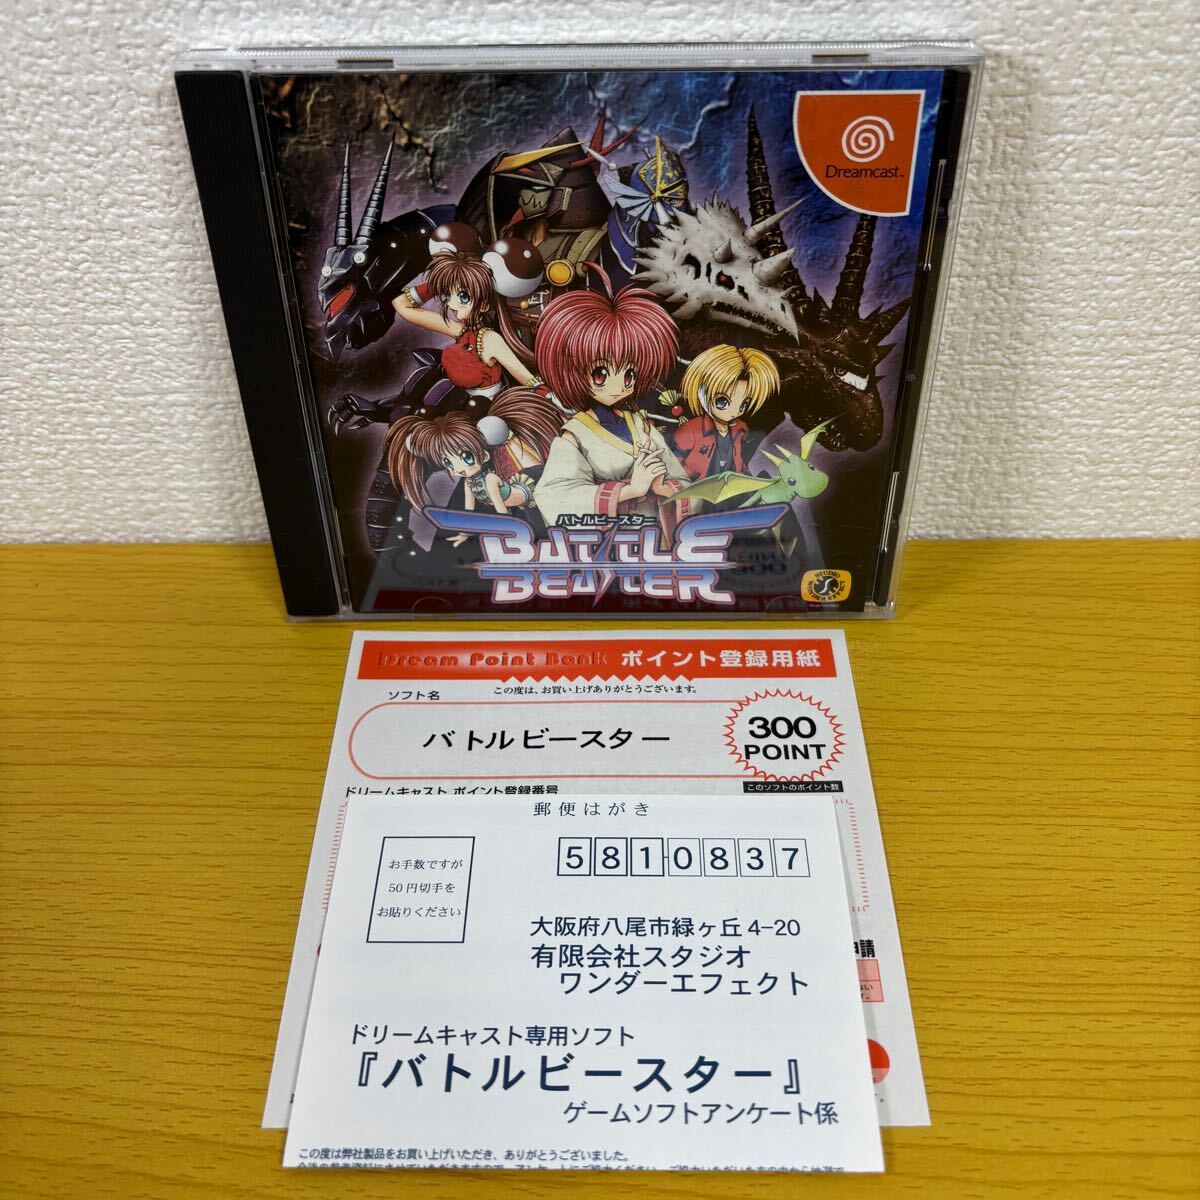 Dreamcast™
バトルビースター
BATTLE
BEASTER
STUDIO
WONDER EFFECT
Dream Point Bank ポイント登録用紙
この度は、お買い上げありがとうございます。
ソフト名
バトルビースター
300
POINT
このソフトのポイント数
ドリームキャスト ポイント登録番号
申請
郵便はがき
お手数ですが
50円切手を
お貼りください
581-0837
大阪府八尾市緑ヶ丘4-20
有限会社スタジオ
ワンダーエフェクト
ドリームキャスト専用ソフト
『バトルビースター』
ゲームソフトアンケート係
この度は弊社製品をお買い上げいただき、ありがとうございました。